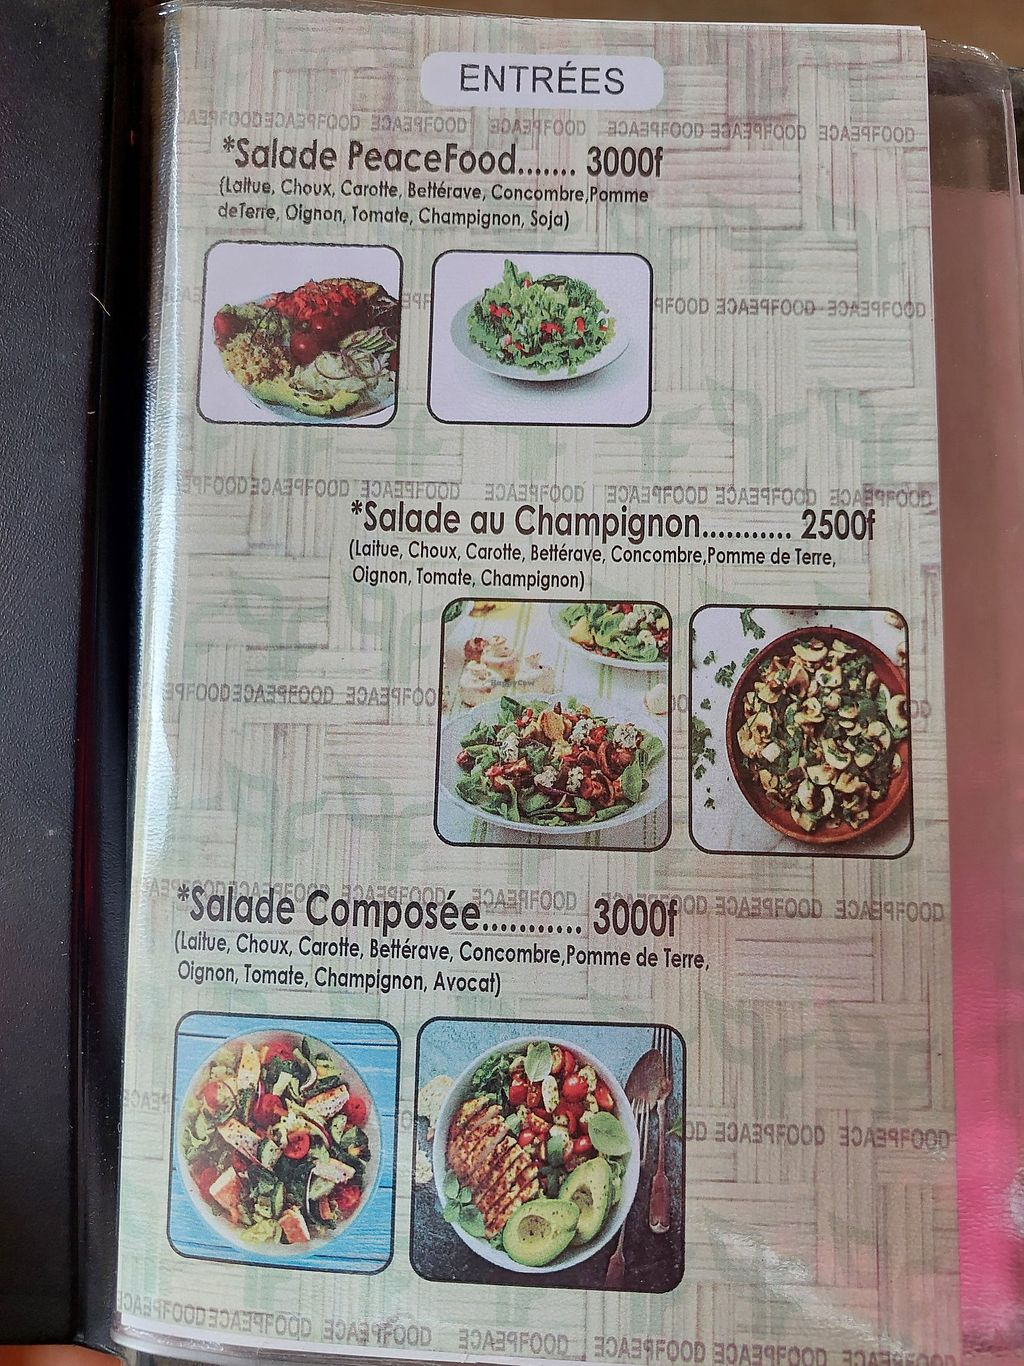 ENTRÉES
*Salade PeaceFood....... 3000f
(Laitue, Choux, Carotte, Bettérave, Concombre,Pomme
deTerre, Oignon, Tomate, Champignon, Soja)
*Salade au Champignon........... 2500f
(Laitue, Choux, Carotte, Bettérave, Concombre,Pomme de Terre,
Oignon, Tomate, Champignon)
HappyCow
*Salade Composée........... 3000f
(Laitue, Choux, Carotte, Bettérave, Concombre,Pomme de Terre,
Oignon, Tomate, Champignon, Avocat)